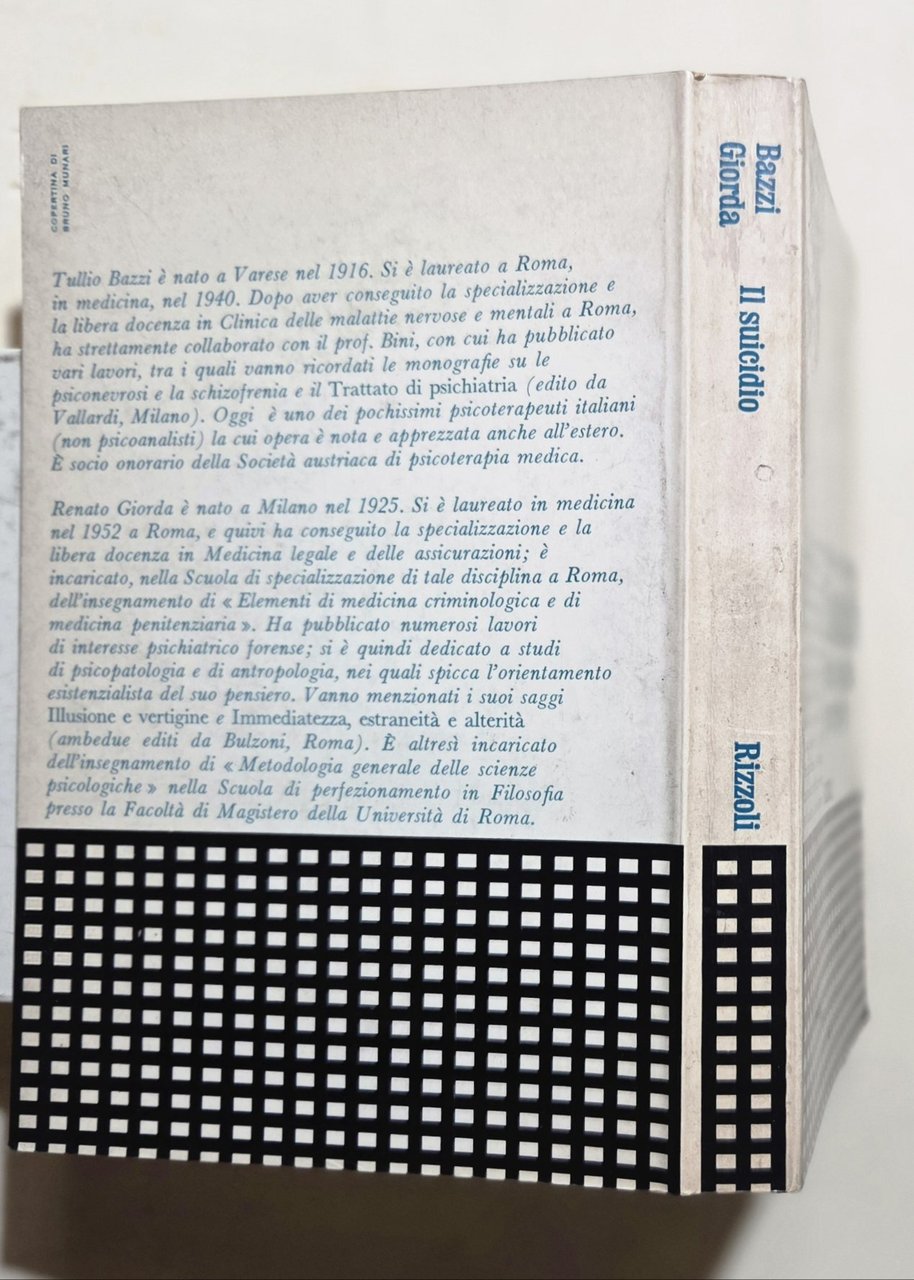 COPERTINA DI
BRUNO MUNARI
Tullio Bazzi è nato a Varese nel 1916. Si è laureato a Roma,
in medicina, nel 1940. Dopo aver conseguito la specializzazione e
la libera docenza in Clinica delle malattie nervose e mentali a Roma,
ha strettamente collaborato con il prof. Bini, con cui ha pubblicato
vari lavori, tra i quali vanno ricordati le monografie su le
psiconevrosi e la schizofrenia e il Trattato di psichiatria (edito da
Vallardi, Milano). Oggi è uno dei pochissimi psicoterapeuti italiani
(non psicoanalisti) la cui opera è nota e apprezzata anche all'estero.
È socio onorario della Società austriaca di psicoterapia medica.
Renato Giorda è nato a Milano nel 1925. Si è laureato in medicina
nel 1952 a Roma, e quivi ha conseguito la specializzazione e la
libera docenza in Medicina legale e delle assicurazioni; è
incaricato, nella Scuola di specializzazione di tale disciplina a Roma,
dell'insegnamento di « Elementi di medicina criminologica e di
medicina penitenziaria ». Ha pubblicato numerosi lavori
di interesse psichiatrico forense; si è quindi dedicato a studi
di psicopatologia e di antropologia, nei quali spicca l'orientamento
esistenzialista del suo pensiero. Vanno menzionati i suoi saggi
Illusione e vertigine e Immediatezza, estraneità e alterità
(ambedue editi da Bulzoni, Roma). È altresì incaricato
dell'insegnamento di « Metodologia generale delle scienze
psicologiche » nella Scuola di perfezionamento in Filosofia
presso la Facoltà di Magistero della Università di Roma.
Bazzi
Giorda
Il suicidio
Rizzoli